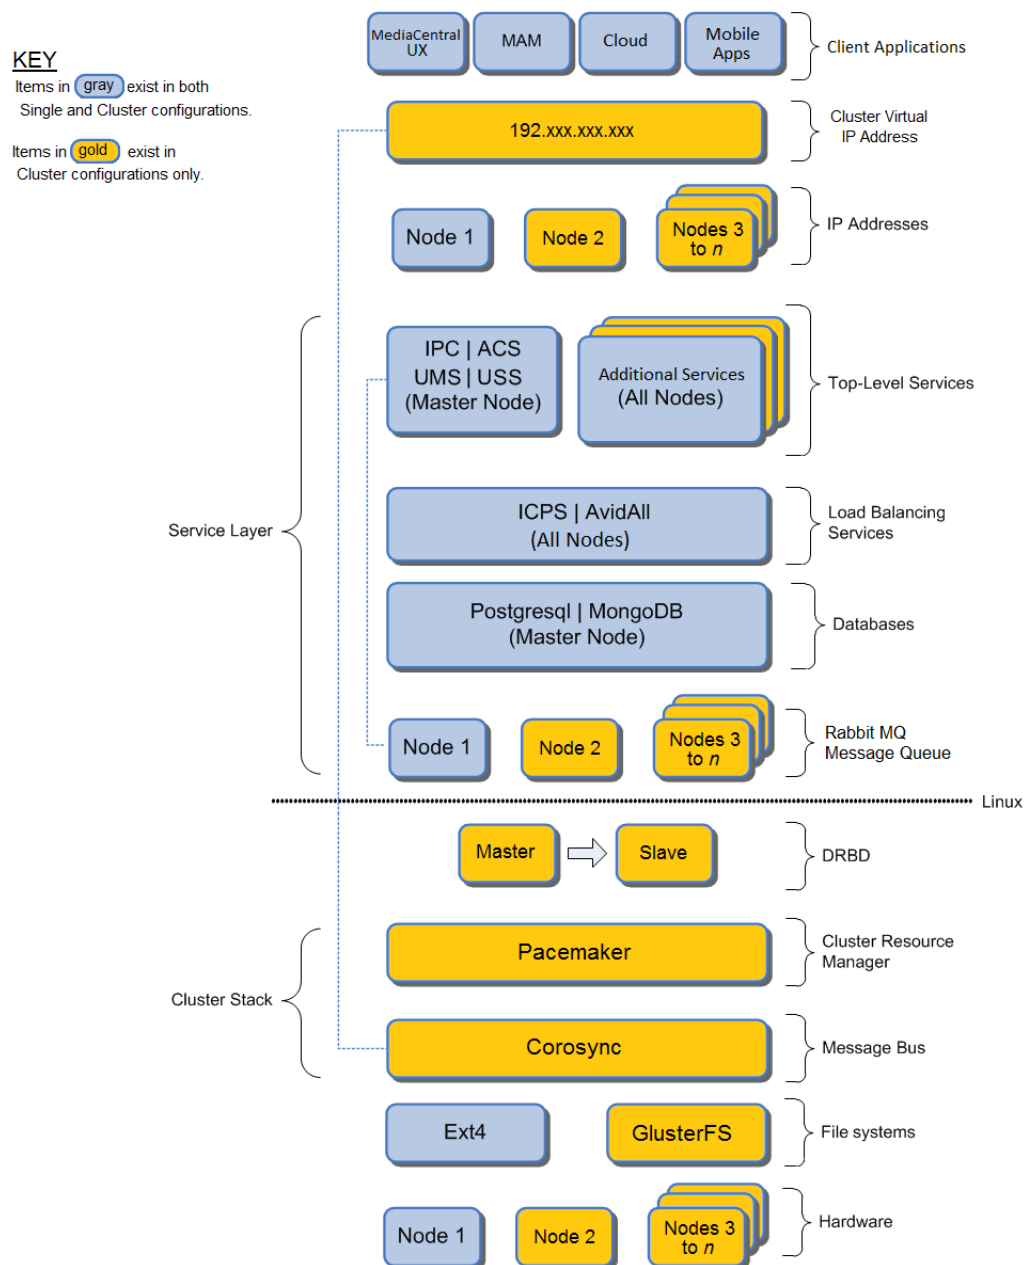 MediaCentral
UX
MAM
Cloud
Mobile
Apps
Client Applications
KEY
Items in gray exist in both
Single and Cluster configurations.
Items in gold exist in
Cluster configurations only.
192.xxx.xxx.xxx
Cluster Virtual
IP Address
Node 1
Node 2
Nodes 3
to n
IP Addresses
IPC | ACS
UMS | USS
(Master Node)
Additional Services
(All Nodes)
Top-Level Services
Service Layer
ICPS | AvidAll
(All Nodes)
Load Balancing
Services
Postgresql | MongoDB
(Master Node)
Databases
Node 1
Node 2
Nodes 3
to n
Rabbit MQ
Message Queue
Linux
Master
Slave
DRBD
Pacemaker
Cluster Resource
Manager
Cluster Stack
Corosync
Message Bus
Ext4
GlusterFS
File systems
Node 1
Node 2
Nodes 3
to n
Hardware